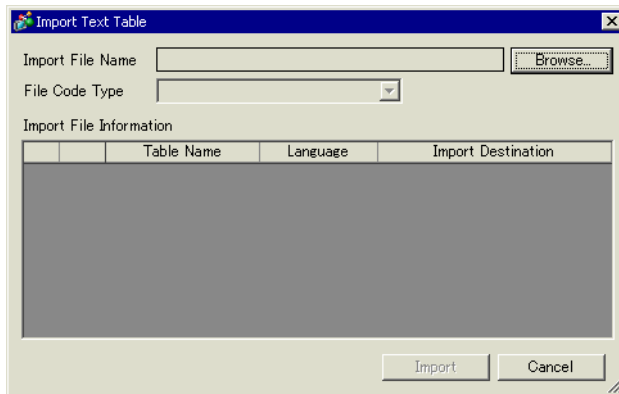 Import Text Table
Import File Name Browse...
File Code Type
Import File Information
Table Name Language Import Destination
Import Cancel